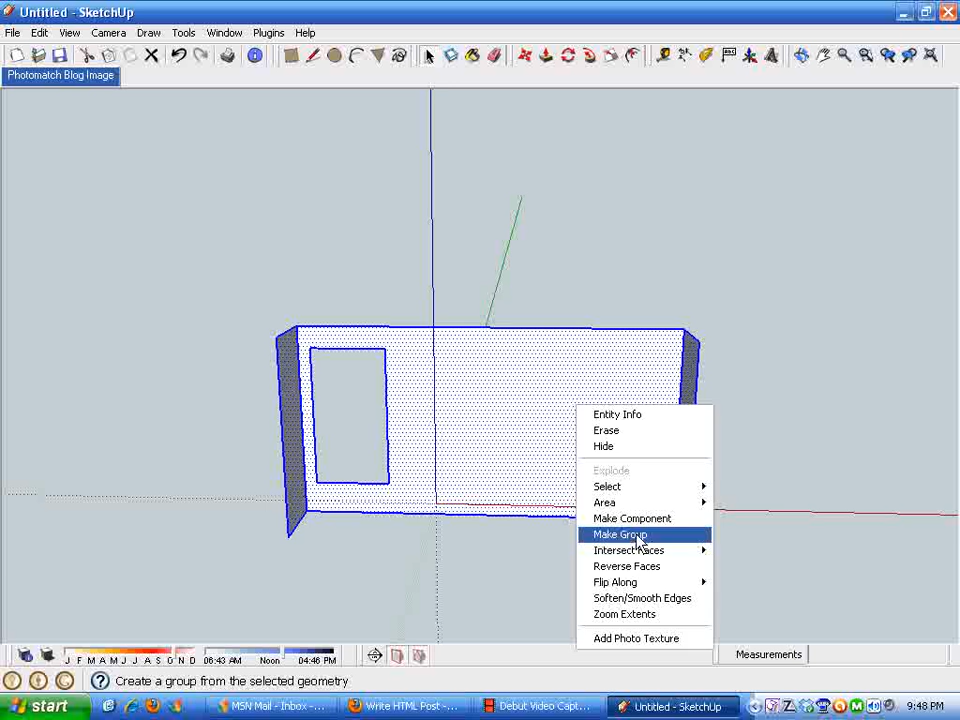 Untitled - SketchUp
File Edit View Camera Draw Tools Window Plugins Help
Photomatch Blog Image
Entity Info
Erase
Hide
Explode
Select
Area
Make Component
Make Group
Intersect Faces
Reverse Faces
Flip Along
Soften/Smooth Edges
Zoom Extents
Add Photo Texture
J F M A M J J A S O N D 06:43 AM Noon 04:46 PM
Measurements
Create a group from the selected geometry
start MSN Mail - Inbox -... Write HTML Post -... Debut Video Capt... Untitled - SketchUp 9:48 PM